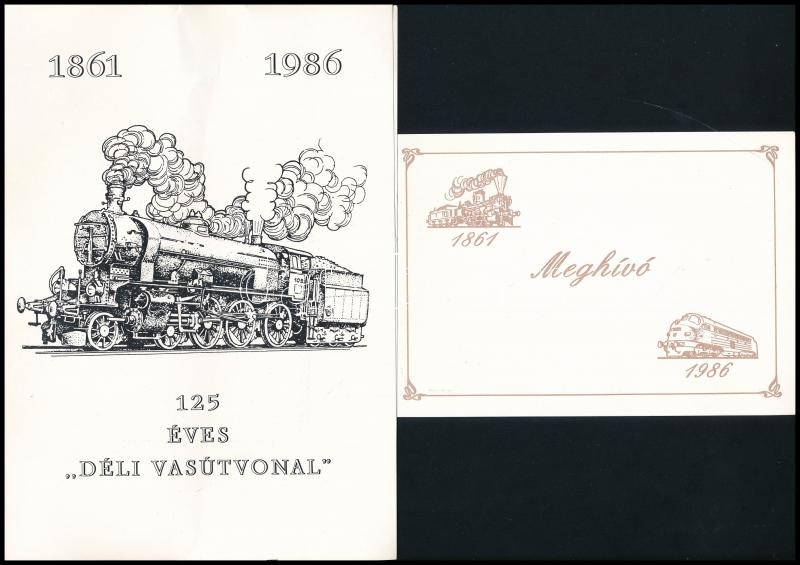 1861 1986
125
ÉVES
„DÉLI VASÚTVONAL”
1861
Meghívó
1986